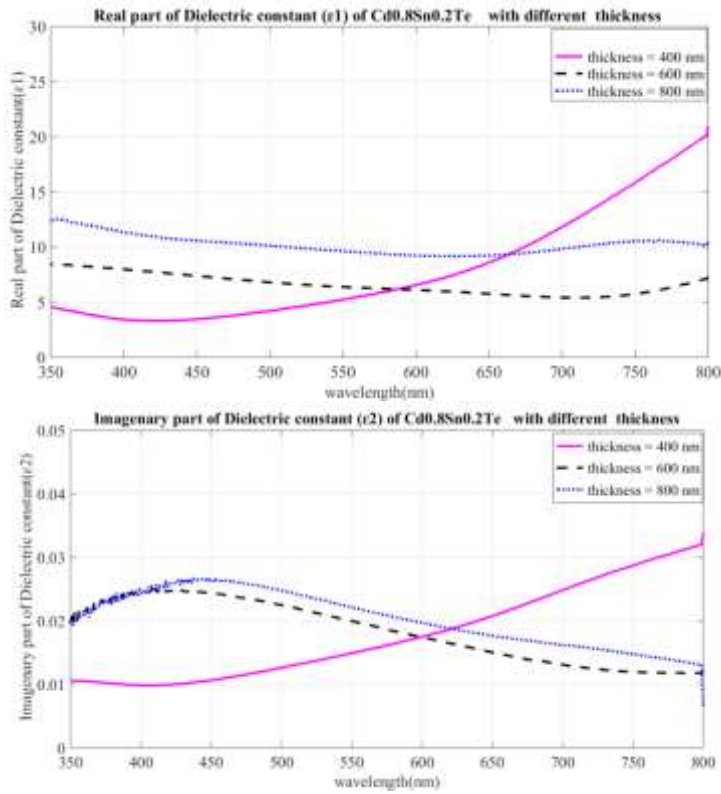 Real part of Dielectric constant (ε1) of Cd0.8Sn0.2Te with different thickness
30
25
20
15
10
5
0
Real part of Dielectric constant(ε1)
thickness = 400 nm
thickness = 600 nm
thickness = 800 nm
350 400 450 500 550 600 650 700 750 800
wavelength(nm)
Imagenary part of Dielectric constant (ε2) of Cd0.8Sn0.2Te with different thickness
0.05
0.04
0.03
0.02
0.01
0
Imagenary part of Dielectric constant(ε2)
thickness = 400 nm
thickness = 600 nm
thickness = 800 nm
350 400 450 500 550 600 650 700 750 800
wavelength(nm)